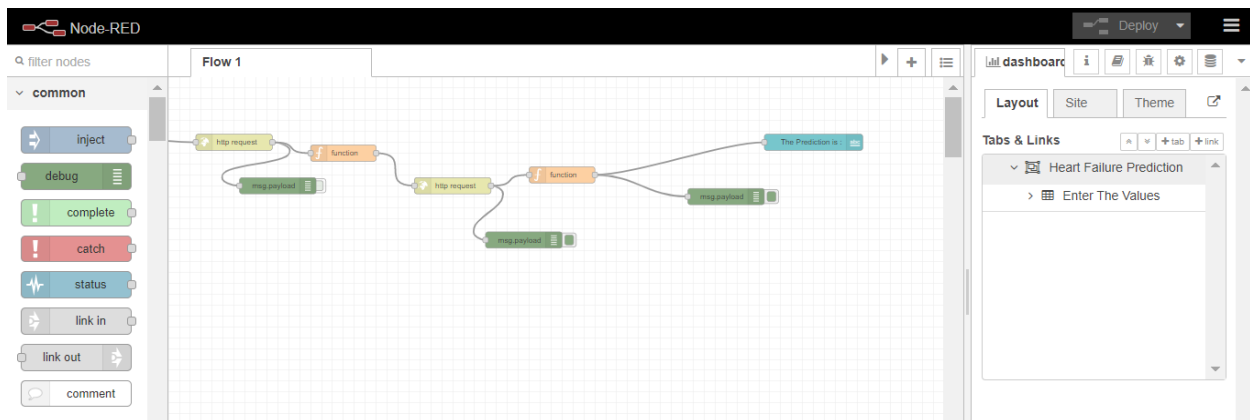 Node-RED
Deploy
filter nodes
Flow 1
dashboard
common
inject
debug
complete
catch
status
link in
link out
comment
http request
function
msg.payload
http request
function
msg.payload
The Prediction is :
msg.payload
Layout
Site
Theme
Tabs & Links
+ tab
+ link
Heart Failure Prediction
Enter The Values